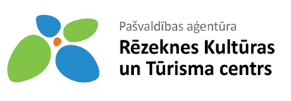 Pašvaldības aģentūra
Rēzeknes Kultūras
un Tūrisma centrs